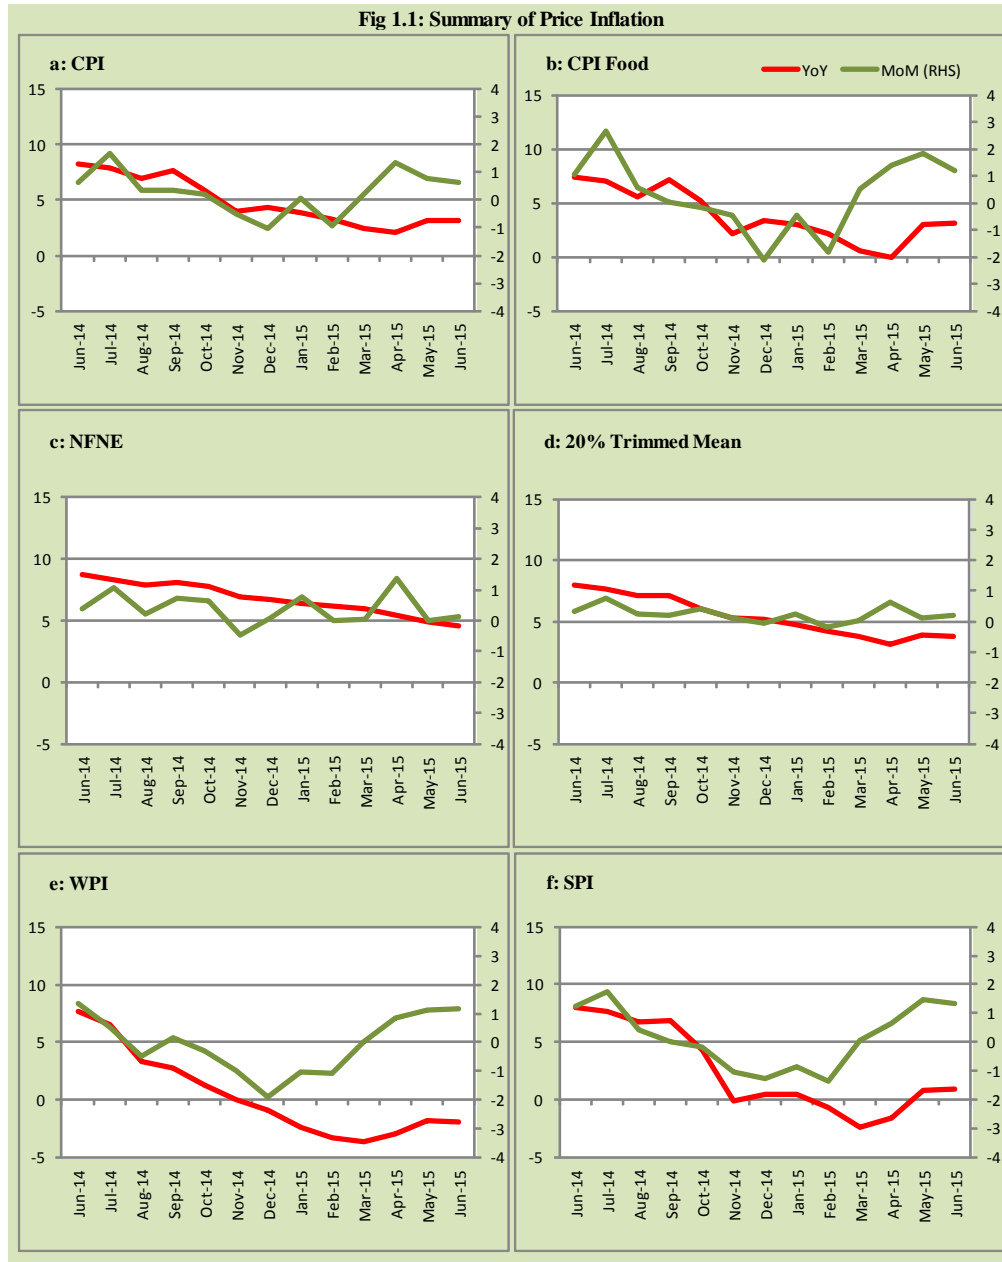 Fig 1.1: Summary of Price Inflation
a: CPI
15
10
5
0
-5
4
3
2
1
0
-1
-2
-3
-4
Jun-14
Jul-14
Aug-14
Sep-14
Oct-14
Nov-14
Dec-14
Jan-15
Feb-15
Mar-15
Apr-15
May-15
Jun-15
b: CPI Food
YoY
MoM (RHS)
15
10
5
0
-5
4
3
2
1
0
-1
-2
-3
-4
Jun-14
Jul-14
Aug-14
Sep-14
Oct-14
Nov-14
Dec-14
Jan-15
Feb-15
Mar-15
Apr-15
May-15
Jun-15
c: NFNE
15
10
5
0
-5
4
3
2
1
0
-1
-2
-3
-4
Jun-14
Jul-14
Aug-14
Sep-14
Oct-14
Nov-14
Dec-14
Jan-15
Feb-15
Mar-15
Apr-15
May-15
Jun-15
d: 20% Trimmed Mean
15
10
5
0
-5
4
3
2
1
0
-1
-2
-3
-4
Jun-14
Jul-14
Aug-14
Sep-14
Oct-14
Nov-14
Dec-14
Jan-15
Feb-15
Mar-15
Apr-15
May-15
Jun-15
e: WPI
15
10
5
0
-5
4
3
2
1
0
-1
-2
-3
-4
Jun-14
Jul-14
Aug-14
Sep-14
Oct-14
Nov-14
Dec-14
Jan-15
Feb-15
Mar-15
Apr-15
May-15
Jun-15
f: SPI
15
10
5
0
-5
4
3
2
1
0
-1
-2
-3
-4
Jun-14
Jul-14
Aug-14
Sep-14
Oct-14
Nov-14
Dec-14
Jan-15
Feb-15
Mar-15
Apr-15
May-15
Jun-15